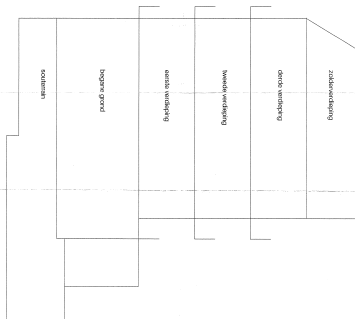 souterrain
begane grond
eerste verdieping
tweede verdieping
derde verdieping
zolderverdieping